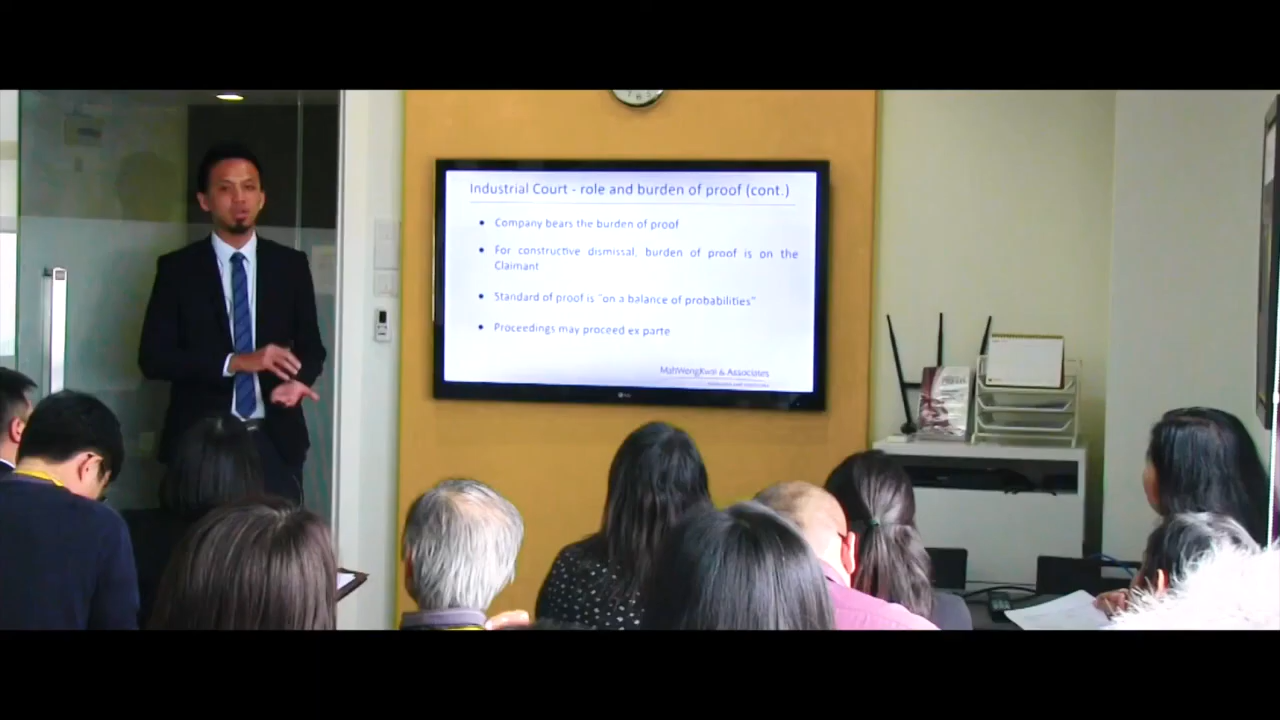 Industrial Court - role and burden of proof (cont.)
• Company bears the burden of proof
• For constructive dismissal, burden of proof is on the
Claimant
• Standard of proof is "on a balance of probabilities"
• Proceedings may proceed ex parte
MahWengKwai & Associates